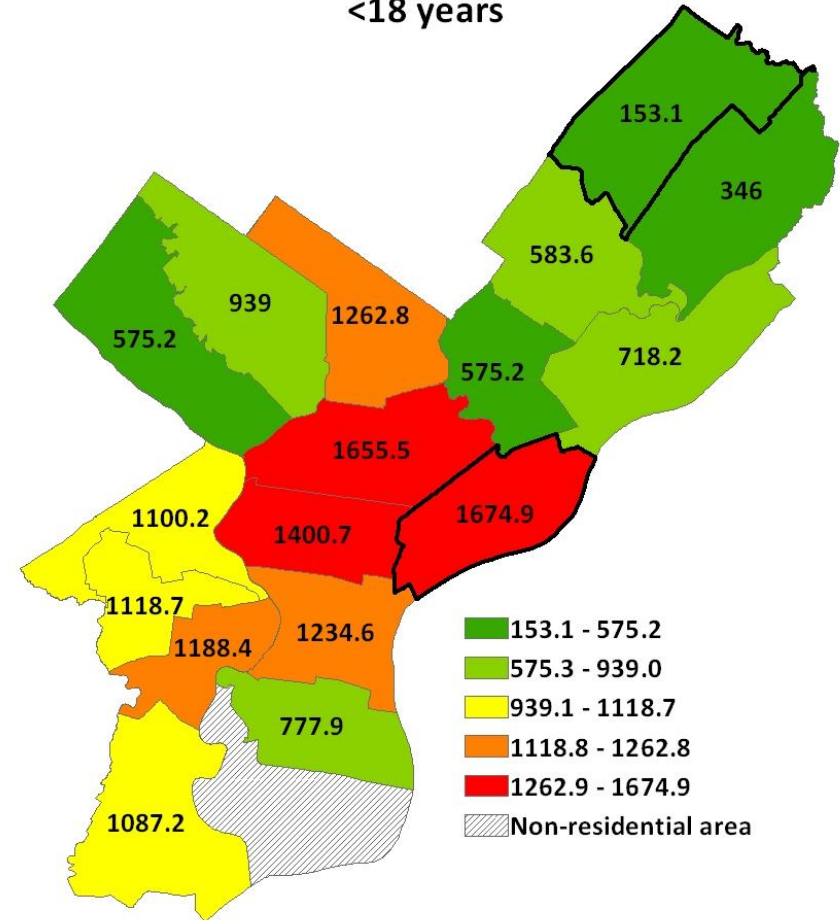 <18 years
153.1
346
583.6
939
1262.8
575.2
718.2
575.2
1655.5
1674.9
1100.2
1400.7
1118.7
1234.6
1188.4
777.9
1087.2
153.1 - 575.2
575.3 - 939.0
939.1 - 1118.7
1118.8 - 1262.8
1262.9 - 1674.9
Non-residential area